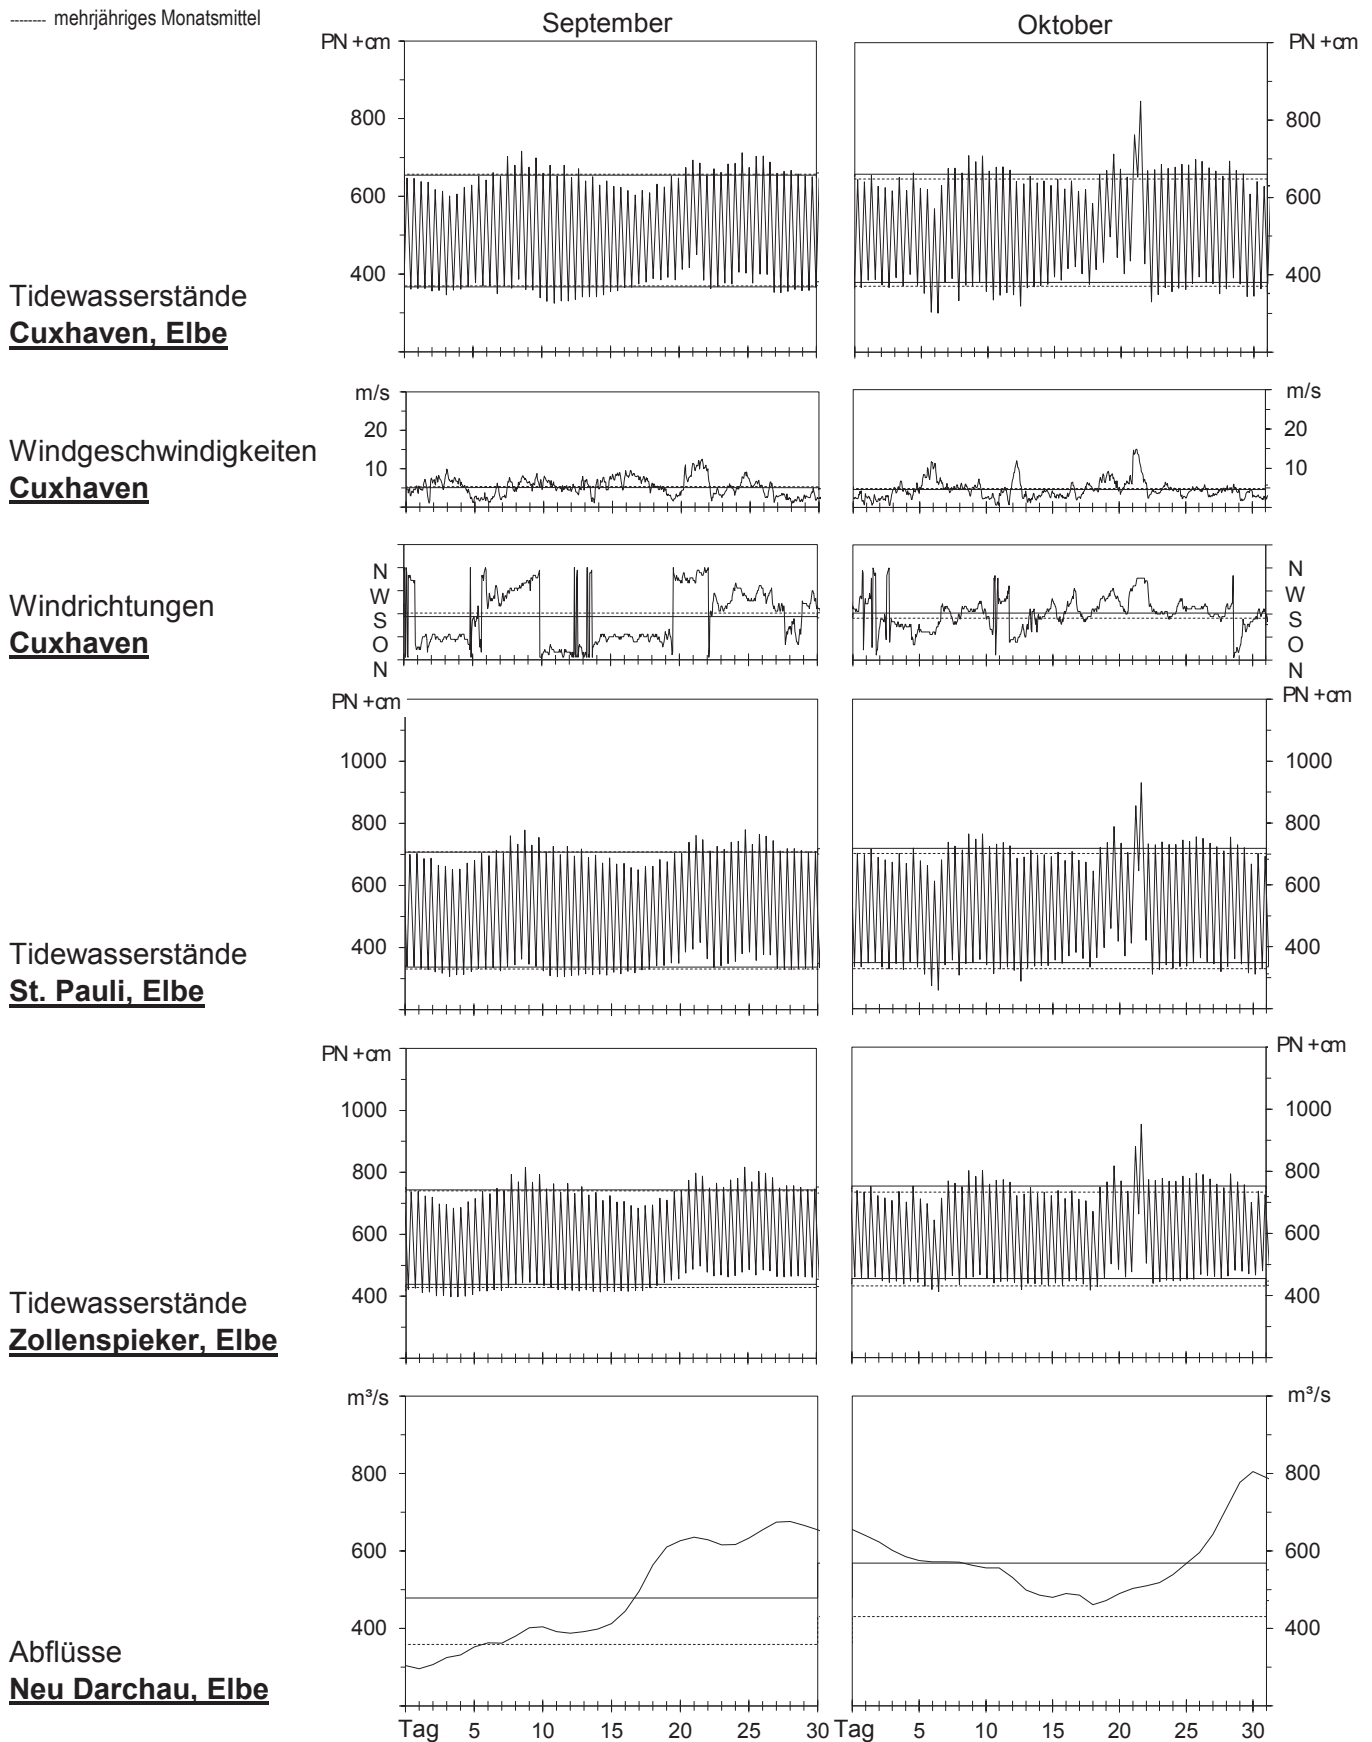 -------- mehrjähriges Monatsmittel
September
Oktober
PN +cm
PN +cm
800
600
400
800
600
400
Tidewasserstände
Cuxhaven, Elbe
m/s
20
10
m/s
20
10
Windgeschwindigkeiten
Cuxhaven
N
W
S
O
N
N
W
S
O
N
Windrichtungen
Cuxhaven
PN +cm
PN +cm
1000
800
600
400
1000
800
600
400
Tidewasserstände
St. Pauli, Elbe
PN +cm
PN +cm
1000
800
600
400
1000
800
600
400
Tidewasserstände
Zollenspieker, Elbe
m³/s
m³/s
800
600
400
800
600
400
Abflüsse
Neu Darchau, Elbe
Tag 5 10 15 20 25 30
Tag 5 10 15 20 25 30